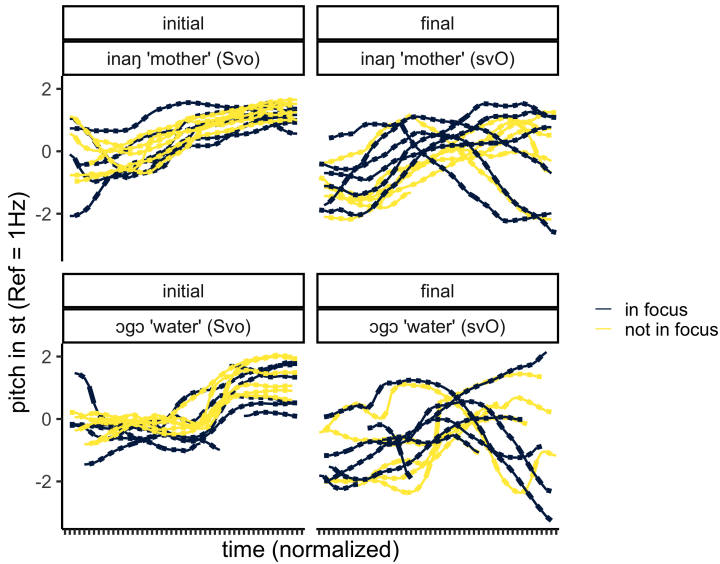 initial
final
inaŋ 'mother' (Svo)
inaŋ 'mother' (svO)
2
0
-2
initial
final
ɔgɔ 'water' (Svo)
ɔgɔ 'water' (svO)
2
0
-2
pitch in st (Ref = 1Hz)
time (normalized)
in focus
not in focus